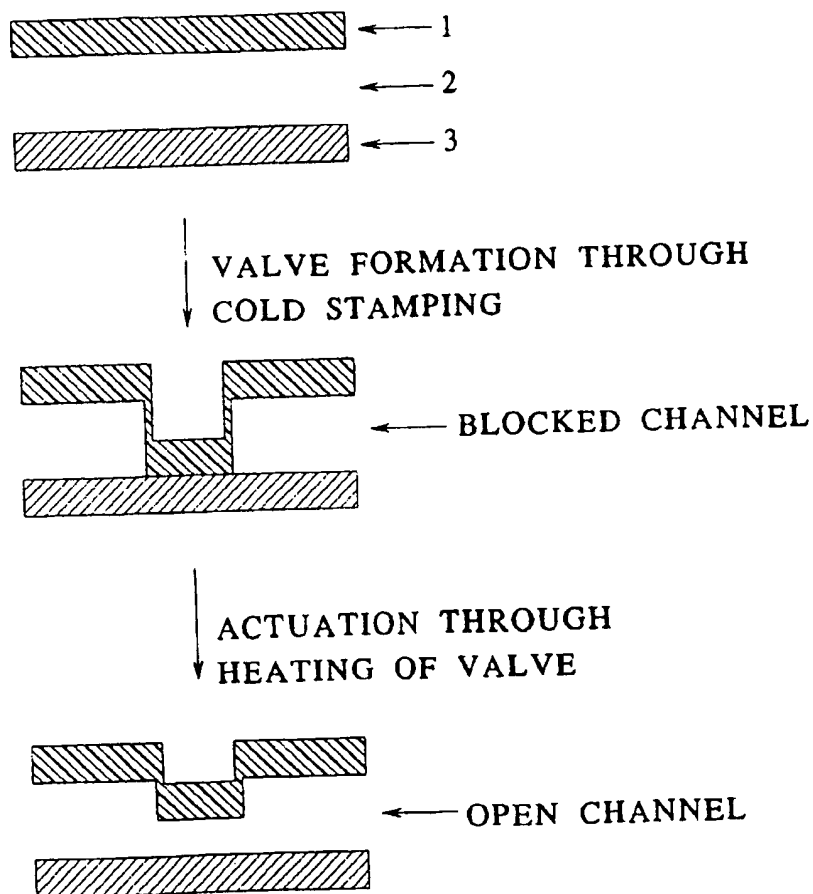 1
2
3
VALVE FORMATION THROUGH
COLD STAMPING
BLOCKED CHANNEL
ACTUATION THROUGH
HEATING OF VALVE
OPEN CHANNEL